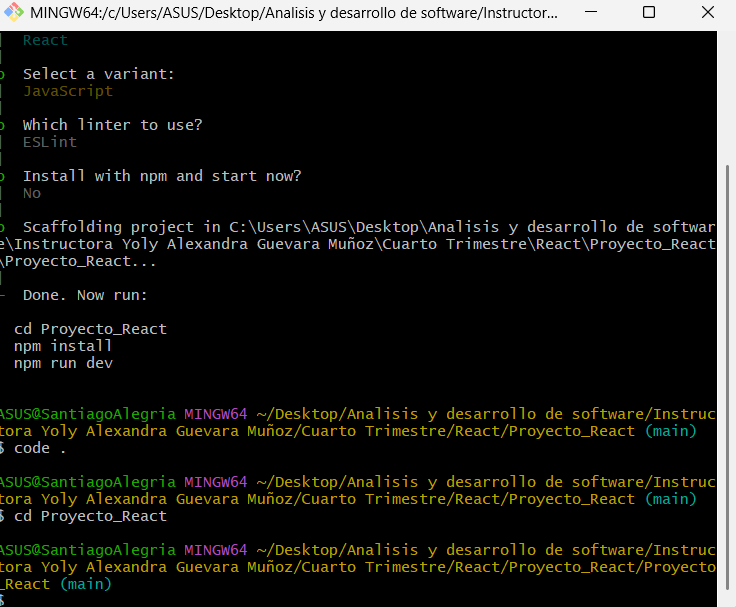 MINGW64:/c/Users/ASUS/Desktop/Analisis y desarrollo de software/Instructor...
React
Select a variant:
JavaScript
Which linter to use?
ESLint
Install with npm and start now?
No
Scaffolding project in C:\Users\ASUS\Desktop\Analisis y desarrollo de softwar
e\Instructora Yoly Alexandra Guevara Muñoz\Cuarto Trimestre\React\Proyecto_React
\Proyecto_React...
Done. Now run:
cd Proyecto_React
npm install
npm run dev
ASUS@SantiagoAlegria MINGW64 ~/Desktop/Analisis y desarrollo de software/Instruc
tora Yoly Alexandra Guevara Muñoz/Cuarto Trimestre/React/Proyecto_React (main)
$ code .
ASUS@SantiagoAlegria MINGW64 ~/Desktop/Analisis y desarrollo de software/Instruc
tora Yoly Alexandra Guevara Muñoz/Cuarto Trimestre/React/Proyecto_React (main)
$ cd Proyecto_React
ASUS@SantiagoAlegria MINGW64 ~/Desktop/Analisis y desarrollo de software/Instruc
tora Yoly Alexandra Guevara Muñoz/Cuarto Trimestre/React/Proyecto_React/Proyecto
_React (main)
$